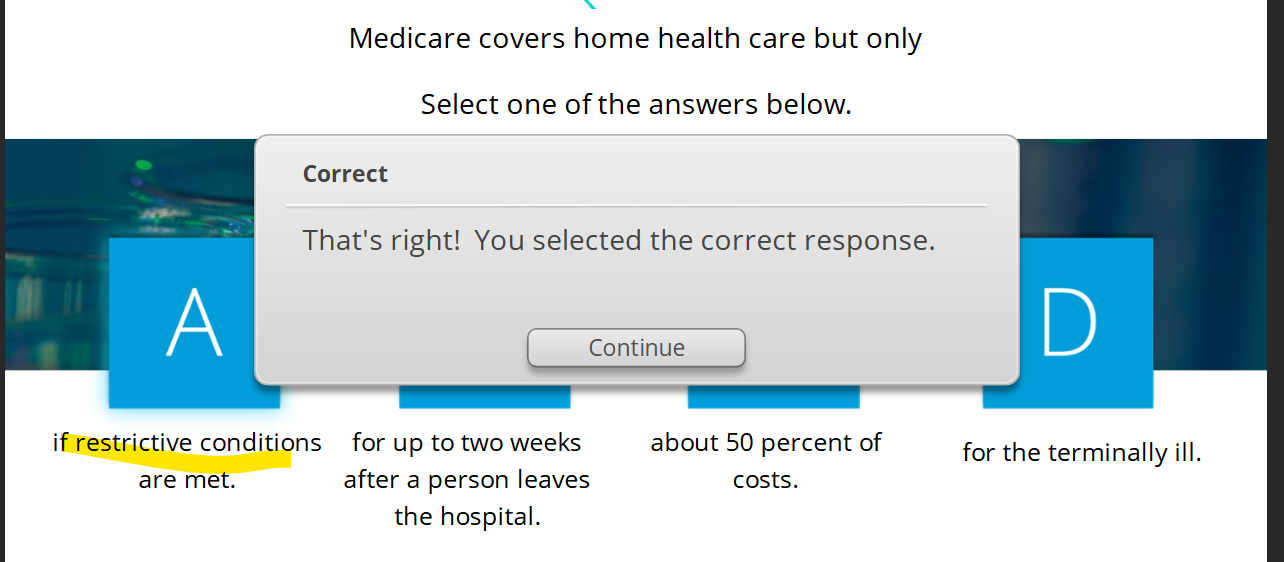 Medicare covers home health care but only
Select one of the answers below.
Correct
That's right! You selected the correct response.
Continue
A
D
if restrictive conditions
are met.
for up to two weeks
after a person leaves
the hospital.
about 50 percent of
costs.
for the terminally ill.